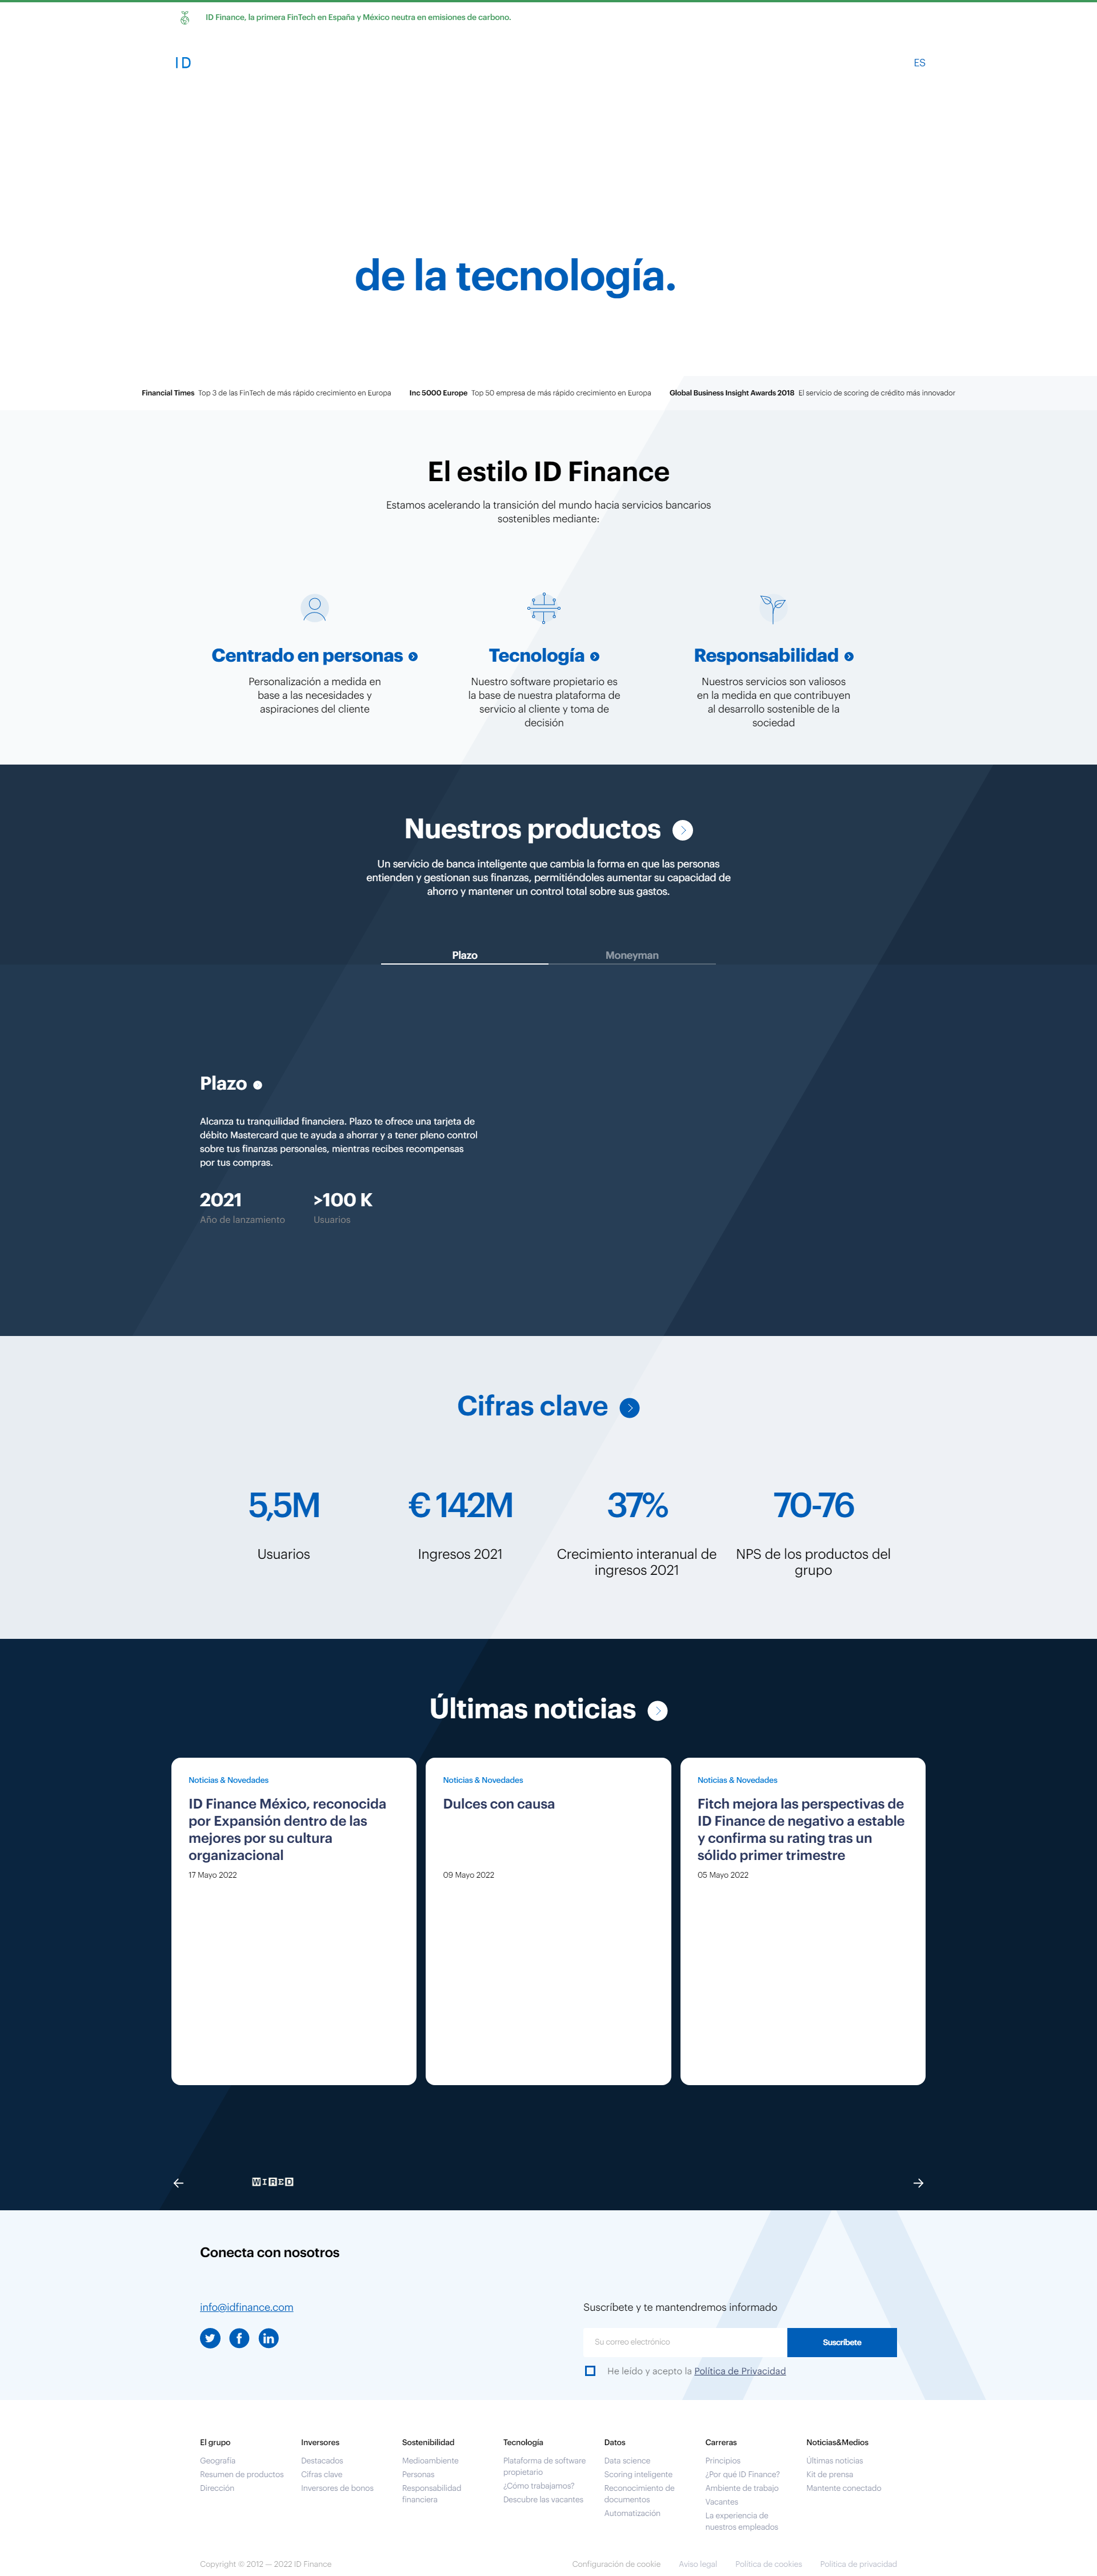 ID Finance, la primera FinTech en España y México neutra en emisiones de carbono.
ID
ES
de la tecnología.
Financial Times Top 3 de las FinTech de más rápido crecimiento en Europa
Inc 5000 Europe Top 50 empresa de más rápido crecimiento en Europa
Global Business Insight Awards 2018 El servicio de scoring de crédito más innovador
El estilo ID Finance
Estamos acelerando la transición del mundo hacia servicios bancarios
sostenibles mediante:
Centrado en personas
Personalización a medida en
base a las necesidades y
aspiraciones del cliente
Tecnología
Nuestro software propietario es
la base de nuestra plataforma de
servicio al cliente y toma de
decisión
Responsabilidad
Nuestros servicios son valiosos
en la medida en que contribuyen
al desarrollo sostenible de la
sociedad
Nuestros productos
Un servicio de banca inteligente que cambia la forma en que las personas
entienden y gestionan sus finanzas, permitiéndoles aumentar su capacidad de
ahorro y mantener un control total sobre sus gastos.
Plazo
Moneyman
Plazo
Alcanza tu tranquilidad financiera. Plazo te ofrece una tarjeta de
débito Mastercard que te ayuda a ahorrar y a tener pleno control
sobre tus finanzas personales, mientras recibes recompensas
por tus compras.
2021
Año de lanzamiento
>100 K
Usuarios
Cifras clave
5,5M
Usuarios
€ 142M
Ingresos 2021
37%
Crecimiento interanual de
ingresos 2021
70-76
NPS de los productos del
grupo
Últimas noticias
Noticias & Novedades
ID Finance México, reconocida
por Expansión dentro de las
mejores por su cultura
organizacional
17 Mayo 2022
Noticias & Novedades
Dulces con causa
09 Mayo 2022
Noticias & Novedades
Fitch mejora las perspectivas de
ID Finance de negativo a estable
y confirma su rating tras un
sólido primer trimestre
05 Mayo 2022
WIRED
Conecta con nosotros
info@idfinance.com
Suscríbete y te mantendremos informado
Su correo electrónico
Suscríbete
He leído y acepto la Política de Privacidad
El grupo
Geografía
Resumen de productos
Dirección
Inversores
Destacados
Cifras clave
Inversores de bonos
Sostenibilidad
Medioambiente
Personas
Responsabilidad
financiera
Tecnología
Plataforma de software
propietario
¿Cómo trabajamos?
Descubre las vacantes
Datos
Data science
Scoring inteligente
Reconocimiento de
documentos
Automatización
Carreras
Principios
¿Por qué ID Finance?
Ambiente de trabajo
Vacantes
La experiencia de
nuestros empleados
Noticias&Medios
Últimas noticias
Kit de prensa
Mantente conectado
Copyright © 2012 — 2022 ID Finance
Configuración de cookie
Aviso legal
Política de cookies
Política de privacidad